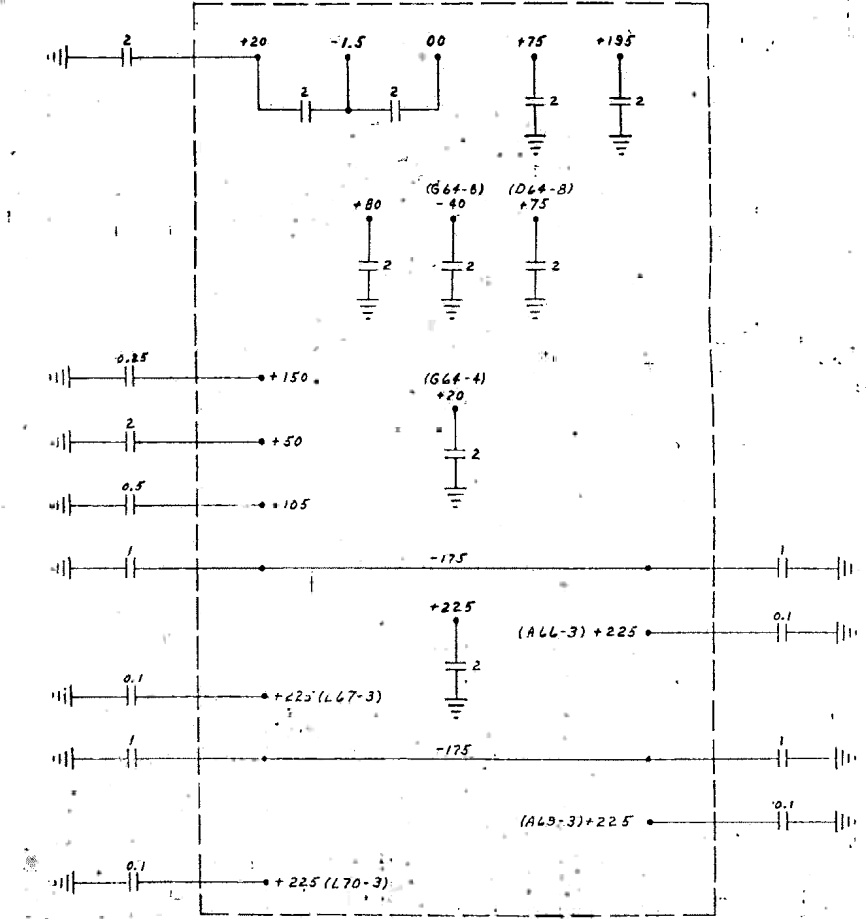 2 +20 -1.5 00 +75 +195
2 2 2 2
(G64-6) (D64-8)
+80 -40 +75
2 2 2
0.25
+150
(G64-4)
+20
2
+50
2
0.5
105
1 -175 1
+225
(A66-3) +225 0.1
2
0.1
+225 (L67-3)
1 -175 1
(A69-3) +225 0.1
0.1
+225 (L70-3)